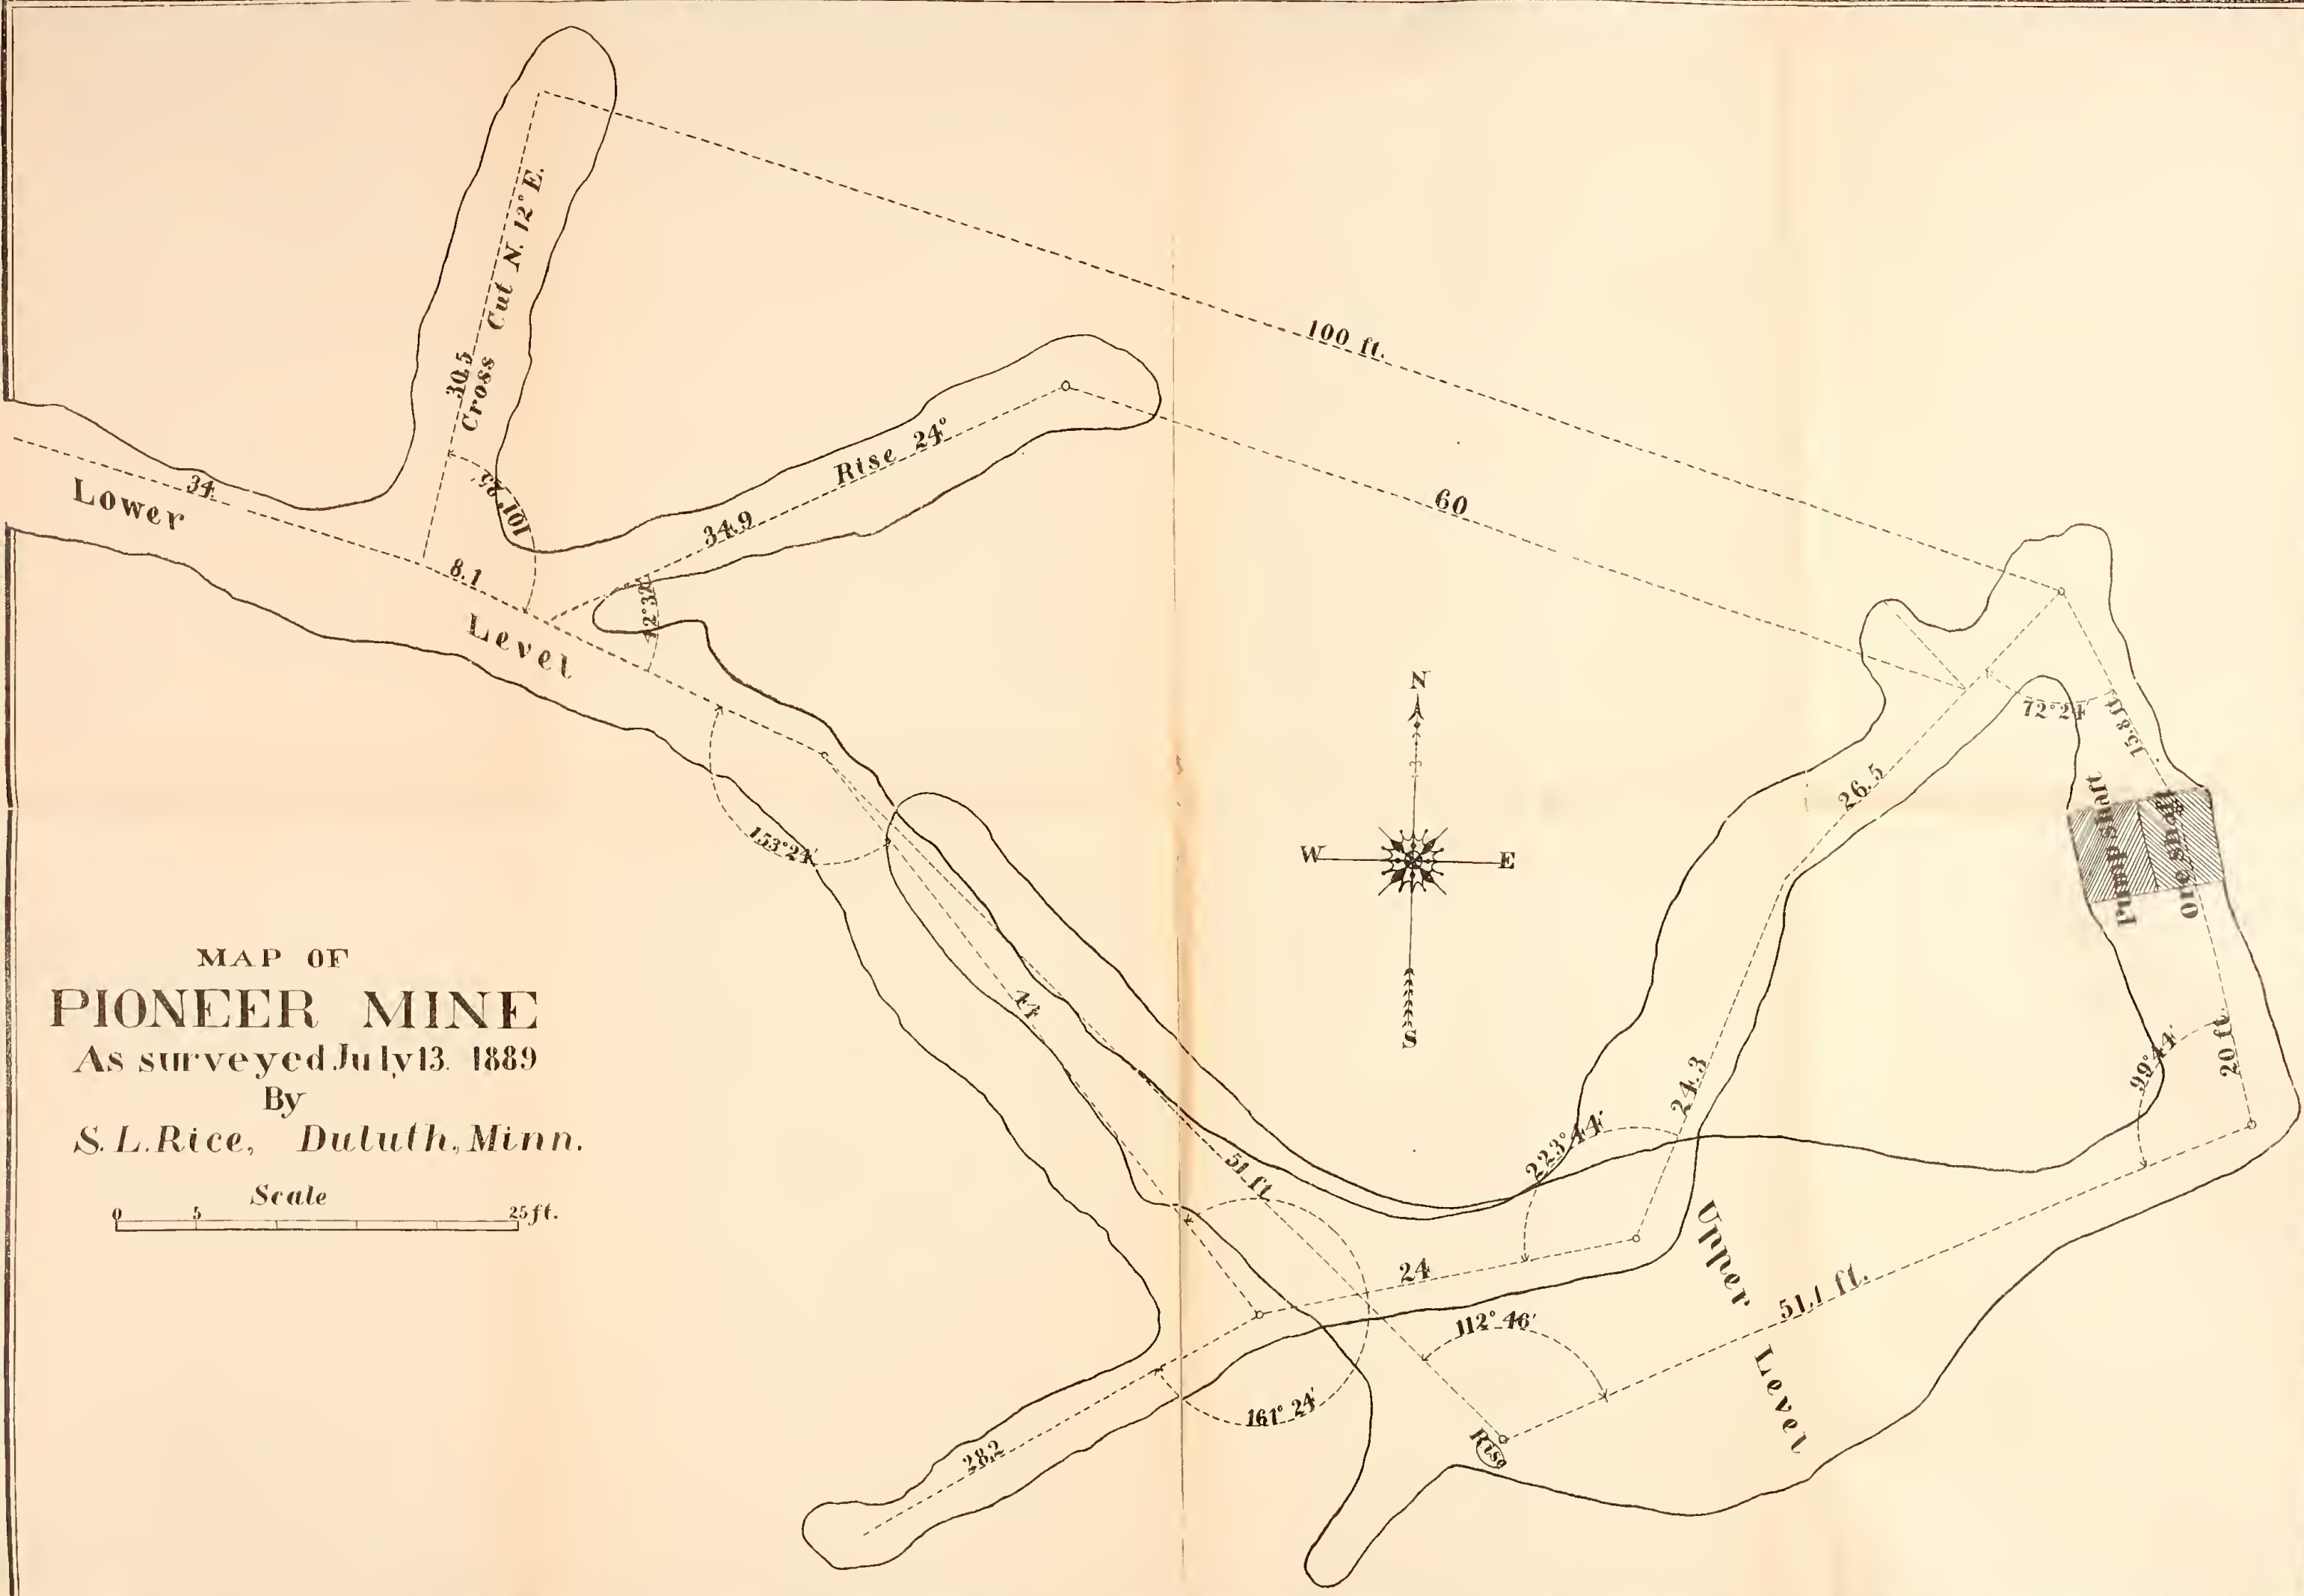 MAP OF
PIONEER MINE
As surveyed July 13. 1889
By
S. L. Rice, Duluth, Minn.
Scale
0 5 25 ft.
Cross Cut N. 12° E.
30.5
34
Lower
8.1
Level
101° 25'
Rise 24°
34.9
100 ft.
60
153° 24'
44
51 ft
N
W E
S
72° 24'
15.8 ft.
26.5
Pump shaft
Ore shaft
24.3
223° 44'
99° 44'
20 ft
24
Upper
Level
51.1 ft.
112° 46'
161° 24'
Rise
28.2